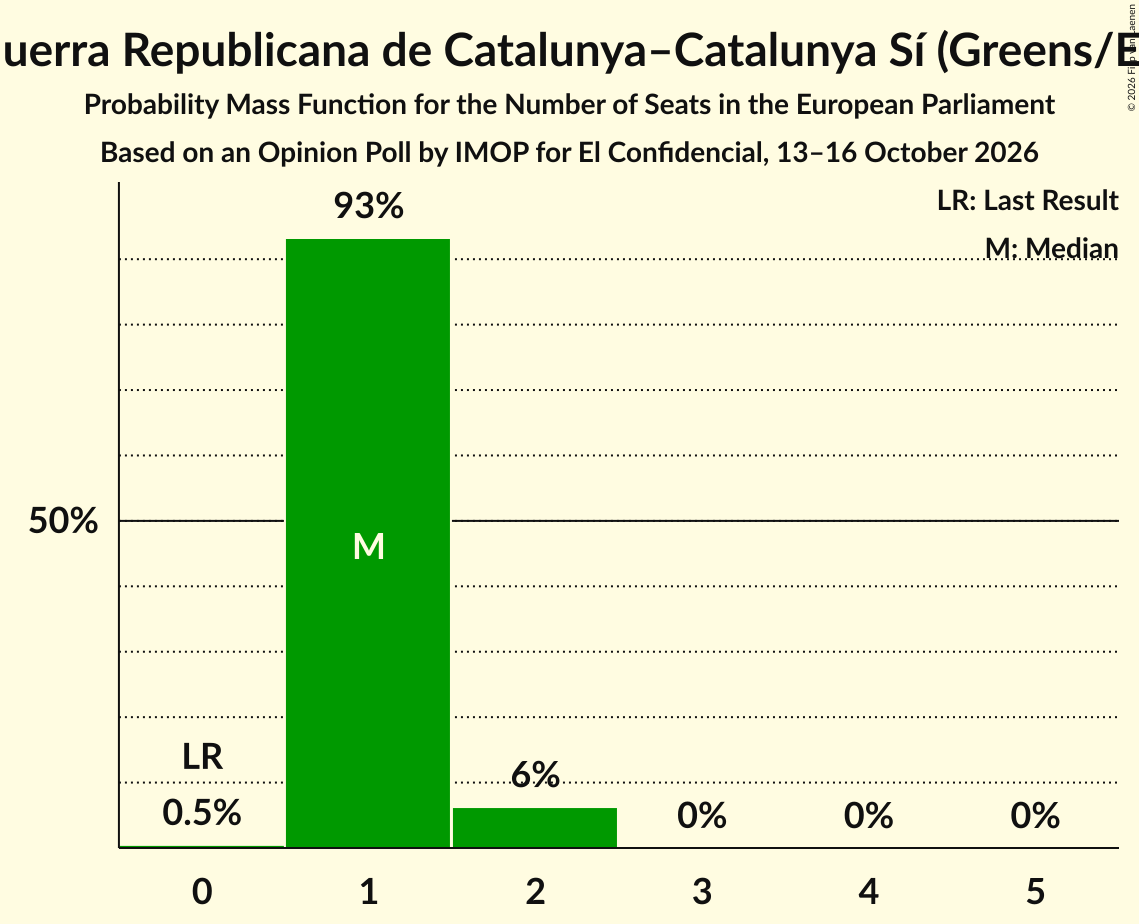 uerra Republicana de Catalunya–Catalunya Sí (Greens/E
Probability Mass Function for the Number of Seats in the European Parliament
Based on an Opinion Poll by IMOP for El Confidencial, 13–16 October 2026
LR: Last Result
M: Median
93%
50%
M
LR
0.5%
6%
0%
0%
0%
0
1
2
3
4
5
© 2026